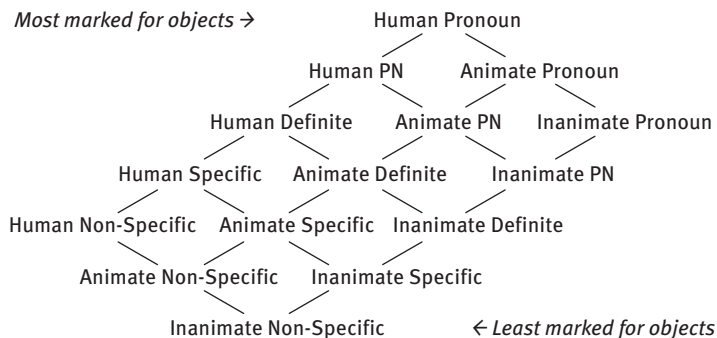 Most marked for objects → Human Pronoun
Human PN Animate Pronoun
Human Definite Animate PN Inanimate Pronoun
Human Specific Animate Definite Inanimate PN
Human Non-Specific Animate Specific Inanimate Definite
Animate Non-Specific Inanimate Specific
Inanimate Non-Specific ← Least marked for objects